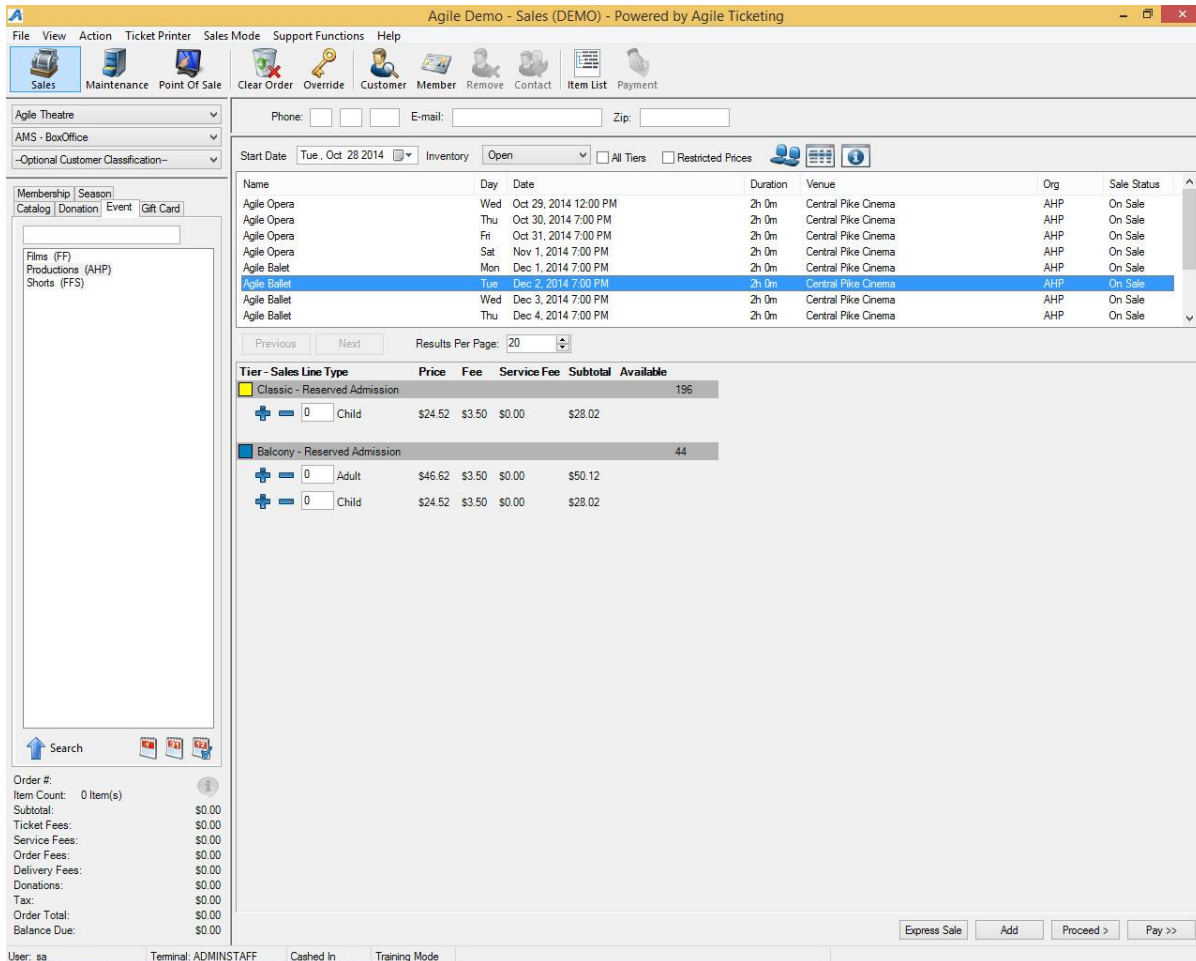 Agile Demo - Sales (DEMO) - Powered by Agile Ticketing
File View Action Ticket Printer Sales Mode Support Functions Help
Sales Maintenance Point Of Sale Clear Order Override Customer Member Remove Contact Item List Payment
Agile Theatre
AMS - BoxOffice
--Optional Customer Classification--
Phone: E-mail: Zip:
Start Date Tue , Oct 28 2014 Inventory Open All Tiers Restricted Prices
Membership Season
Catalog Donation Event Gift Card
Films (FF)
Productions (AHP)
Shorts (FFS)
Name Day Date Duration Venue Org Sale Status
Agile Opera Wed Oct 29, 2014 12:00 PM 2h 0m Central Pike Cinema AHP On Sale
Agile Opera Thu Oct 30, 2014 7:00 PM 2h 0m Central Pike Cinema AHP On Sale
Agile Opera Fri Oct 31, 2014 7:00 PM 2h 0m Central Pike Cinema AHP On Sale
Agile Opera Sat Nov 1, 2014 7:00 PM 2h 0m Central Pike Cinema AHP On Sale
Agile Balet Mon Dec 1, 2014 7:00 PM 2h 0m Central Pike Cinema AHP On Sale
Agile Ballet Tue Dec 2, 2014 7:00 PM 2h 0m Central Pike Cinema AHP On Sale
Agile Ballet Wed Dec 3, 2014 7:00 PM 2h 0m Central Pike Cinema AHP On Sale
Agile Ballet Thu Dec 4, 2014 7:00 PM 2h 0m Central Pike Cinema AHP On Sale
Previous Next Results Per Page: 20
Tier - Sales Line Type Price Fee Service Fee Subtotal Available
Classic - Reserved Admission 196
0 Child $24.52 $3.50 $0.00 $28.02
Balcony - Reserved Admission 44
0 Adult $46.62 $3.50 $0.00 $50.12
0 Child $24.52 $3.50 $0.00 $28.02
Search
Order #:
Item Count: 0 Item(s)
Subtotal: $0.00
Ticket Fees: $0.00
Service Fees: $0.00
Order Fees: $0.00
Delivery Fees: $0.00
Donations: $0.00
Tax: $0.00
Order Total: $0.00
Balance Due: $0.00
Express Sale Add Proceed > Pay >>
User: sa Terminal: ADMINSTAFF Cashed In Training Mode